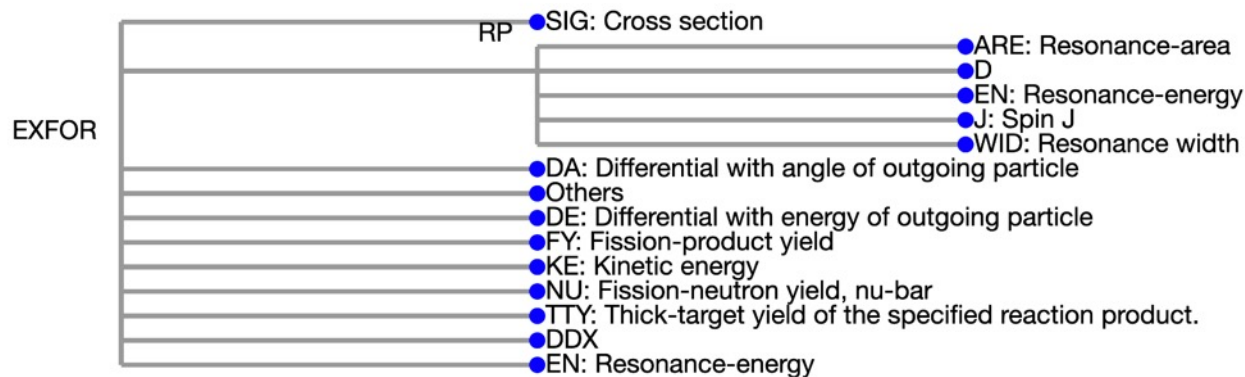 SIG: Cross section
RP
ARE: Resonance-area
D
EN: Resonance-energy
EXFOR
J: Spin J
WID: Resonance width
DA: Differential with angle of outgoing particle
Others
DE: Differential with energy of outgoing particle
FY: Fission-product yield
KE: Kinetic energy
NU: Fission-neutron yield, nu-bar
TTY: Thick-target yield of the specified reaction product.
DDX
EN: Resonance-energy